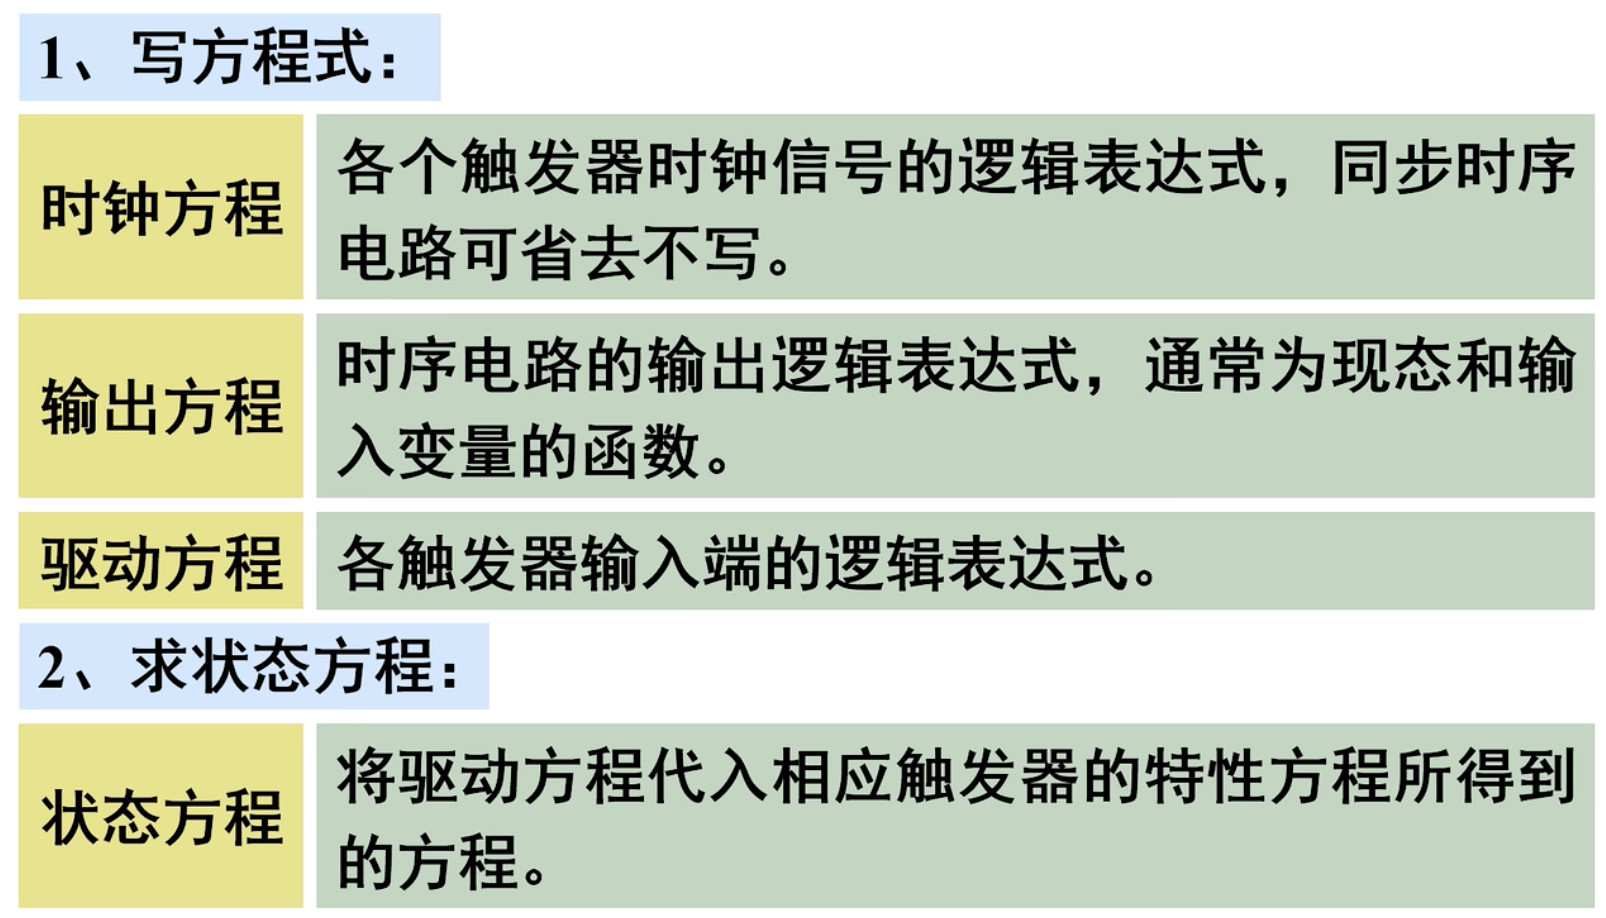 1、写方程式：
时钟方程
各个触发器时钟信号的逻辑表达式，同步时序
电路可省去不写。
输出方程
时序电路的输出逻辑表达式，通常为现态和输
入变量的函数。
驱动方程
各触发器输入端的逻辑表达式。
2、求状态方程：
状态方程
将驱动方程代入相应触发器的特性方程所得到
的方程。